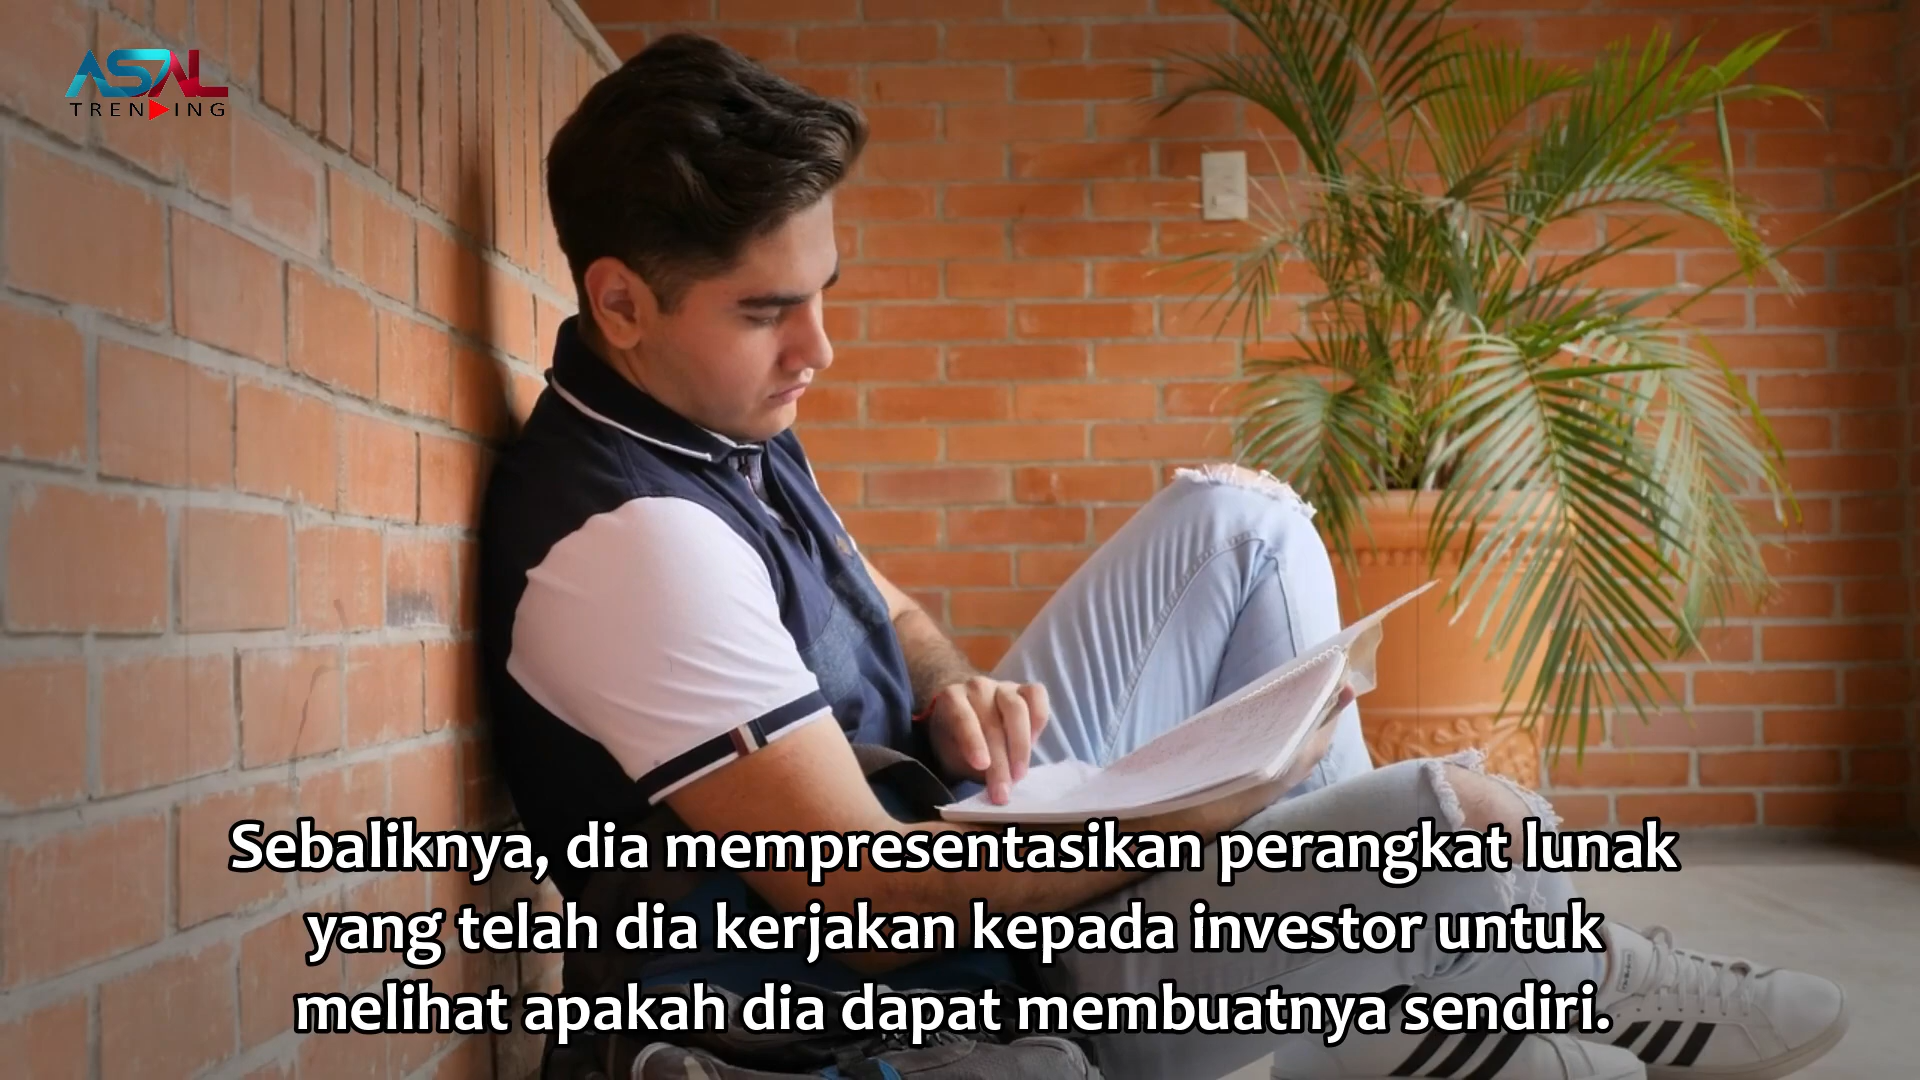 ASAL
TRENDING
Sebaliknya, dia mempresentasikan perangkat lunak
yang telah dia kerjakan kepada investor untuk
melihat apakah dia dapat membuatnya sendiri.